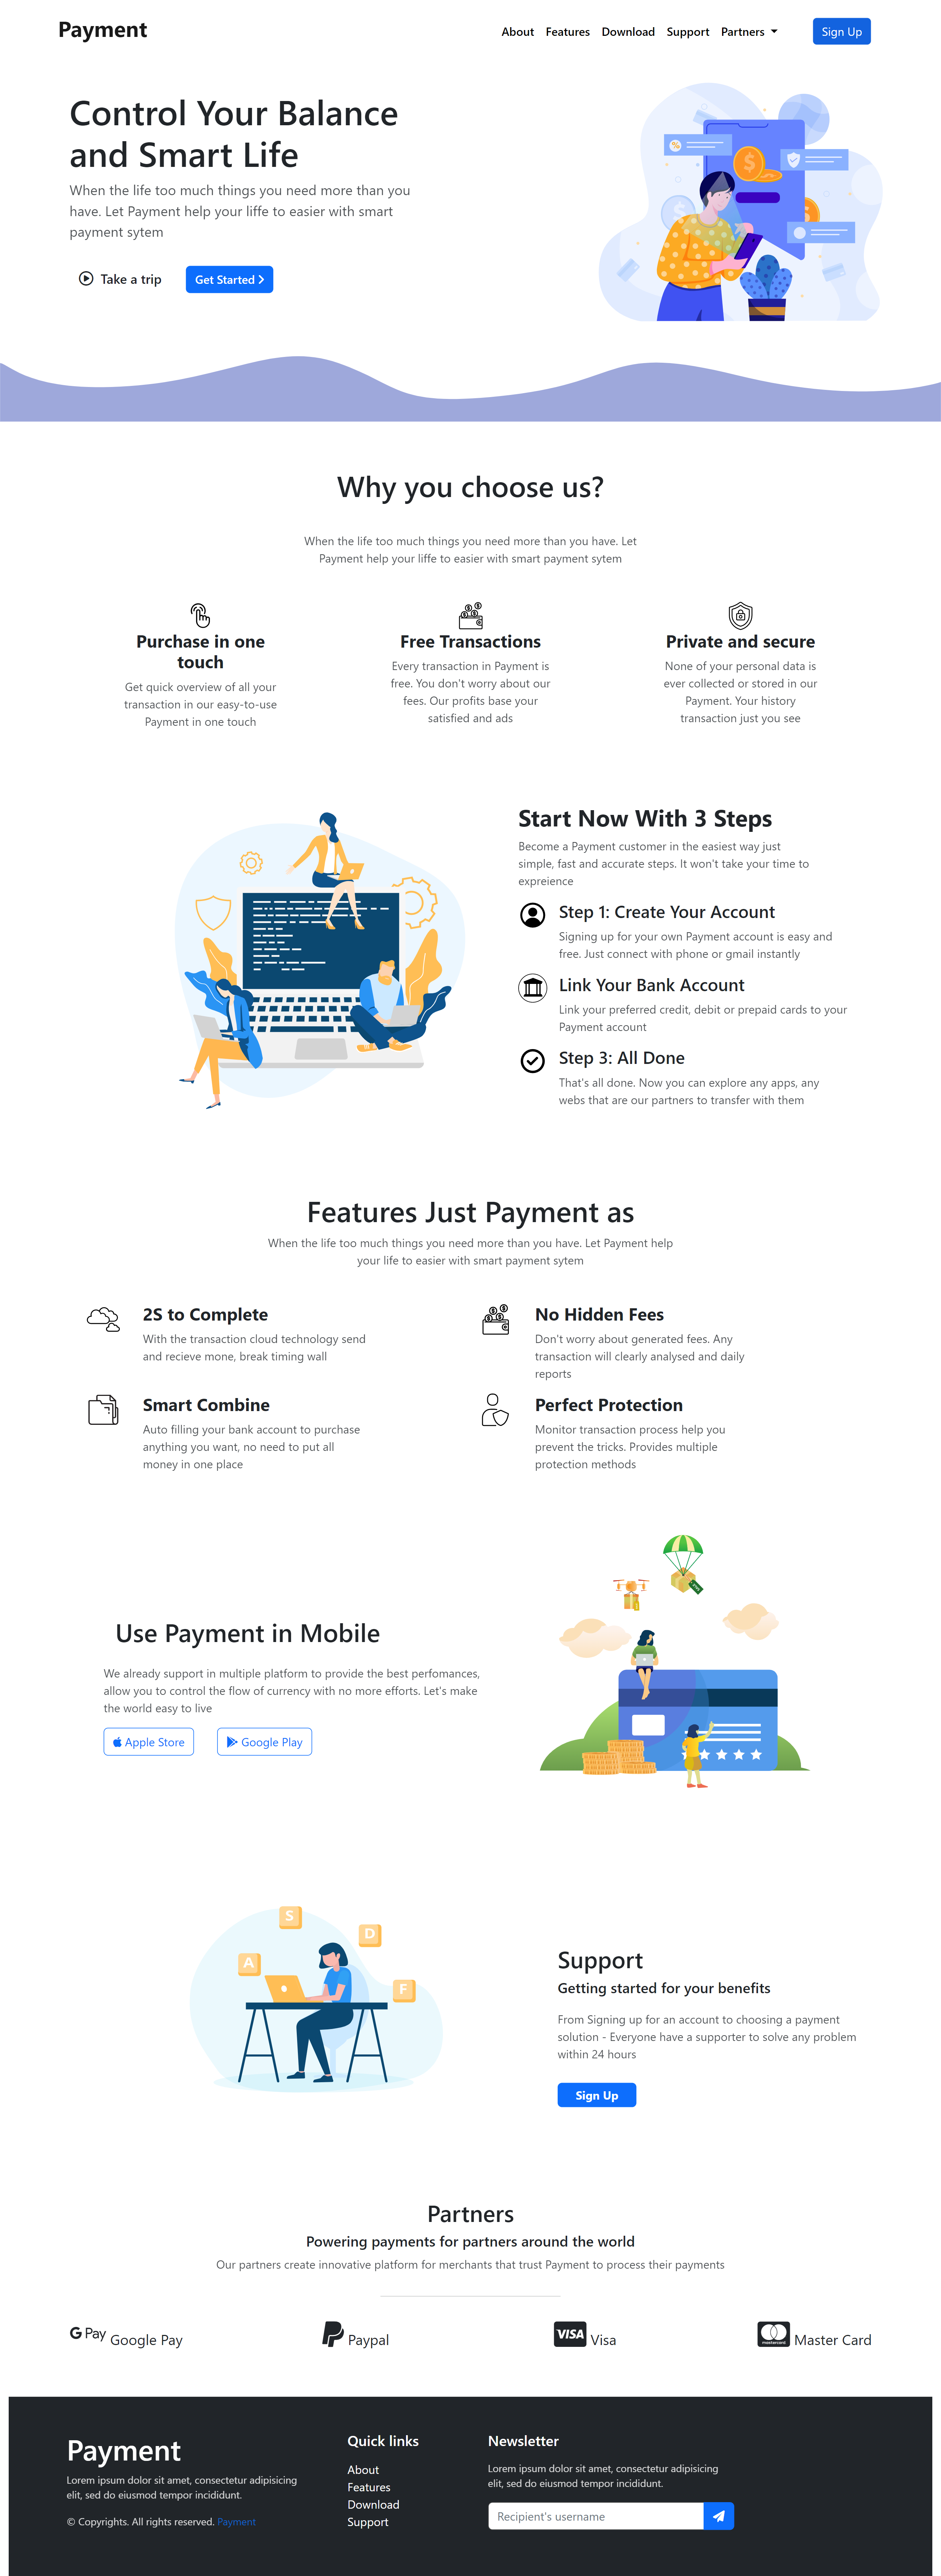 Payment
About Features Download Support Partners
Sign Up
Control Your Balance
and Smart Life
When the life too much things you need more than you
have. Let Payment help your liffe to easier with smart
payment sytem
Take a trip
Get Started
Why you choose us?
When the life too much things you need more than you have. Let
Payment help your liffe to easier with smart payment sytem
Purchase in one
touch
Get quick overview of all your
transaction in our easy-to-use
Payment in one touch
Free Transactions
Every transaction in Payment is
free. You don't worry about our
fees. Our profits base your
satisfied and ads
Private and secure
None of your personal data is
ever collected or stored in our
Payment. Your history
transaction just you see
Start Now With 3 Steps
Become a Payment customer in the easiest way just
simple, fast and accurate steps. It won't take your time to
expreience
Step 1: Create Your Account
Signing up for your own Payment account is easy and
free. Just connect with phone or gmail instantly
Link Your Bank Account
Link your preferred credit, debit or prepaid cards to your
Payment account
Step 3: All Done
That's all done. Now you can explore any apps, any
webs that are our partners to transfer with them
Features Just Payment as
When the life too much things you need more than you have. Let Payment help
your life to easier with smart payment sytem
2S to Complete
With the transaction cloud technology send
and recieve mone, break timing wall
No Hidden Fees
Don't worry about generated fees. Any
transaction will clearly analysed and daily
reports
Smart Combine
Auto filling your bank account to purchase
anything you want, no need to put all
money in one place
Perfect Protection
Monitor transaction process help you
prevent the tricks. Provides multiple
protection methods
Use Payment in Mobile
We already support in multiple platform to provide the best perfomances,
allow you to control the flow of currency with no more efforts. Let's make
the world easy to live
Apple Store
Google Play
A
S
D
F
Support
Getting started for your benefits
From Signing up for an account to choosing a payment
solution - Everyone have a supporter to solve any problem
within 24 hours
Sign Up
Partners
Powering payments for partners around the world
Our partners create innovative platform for merchants that trust Payment to process their payments
G Pay Google Pay
Paypal
VISA Visa
mastercard Master Card
Payment
Lorem ipsum dolor sit amet, consectetur adipisicing
elit, sed do eiusmod tempor incididunt.
© Copyrights. All rights reserved. Payment
Quick links
About
Features
Download
Support
Newsletter
Lorem ipsum dolor sit amet, consectetur adipisicing
elit, sed do eiusmod tempor incididunt.
Recipient's username